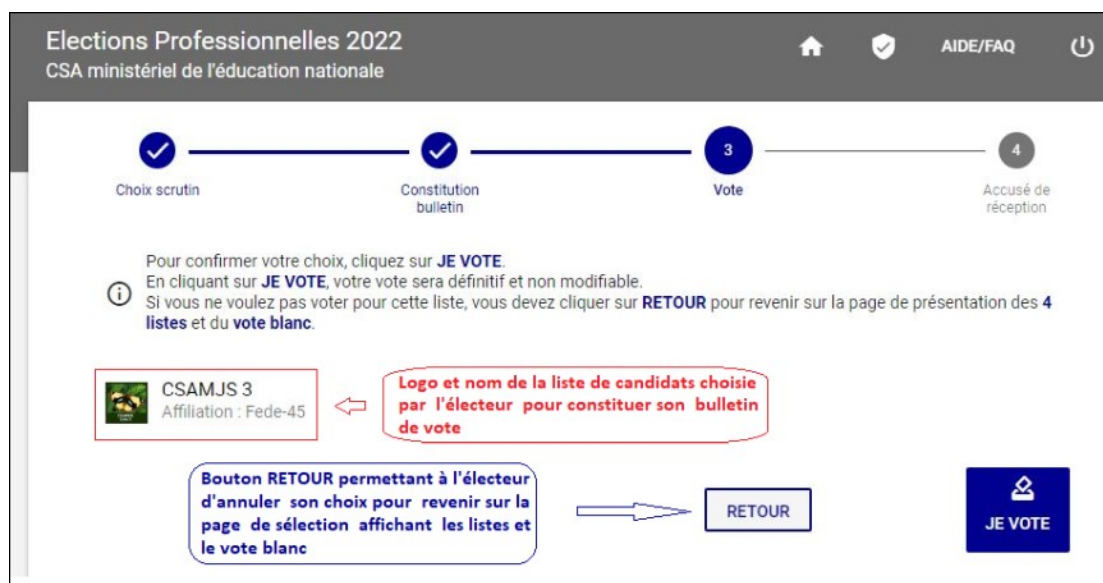 Elections Professionnelles 2022
CSA ministériel de l'éducation nationale
AIDE/FAQ
3
4
Choix scrutin
Constitution
bulletin
Vote
Accusé de
réception
Pour confirmer votre choix, cliquez sur JE VOTE.
En cliquant sur JE VOTE, votre vote sera définitif et non modifiable.
Si vous ne voulez pas voter pour cette liste, vous devez cliquer sur RETOUR pour revenir sur la page de présentation des 4
listes et du vote blanc.
CSAMJS 3
Affiliation : Fede-45
Logo et nom de la liste de candidats choisie
par l'électeur pour constituer son bulletin
de vote
Bouton RETOUR permettant à l'électeur
d'annuler son choix pour revenir sur la
page de sélection affichant les listes et
le vote blanc
RETOUR
JE VOTE